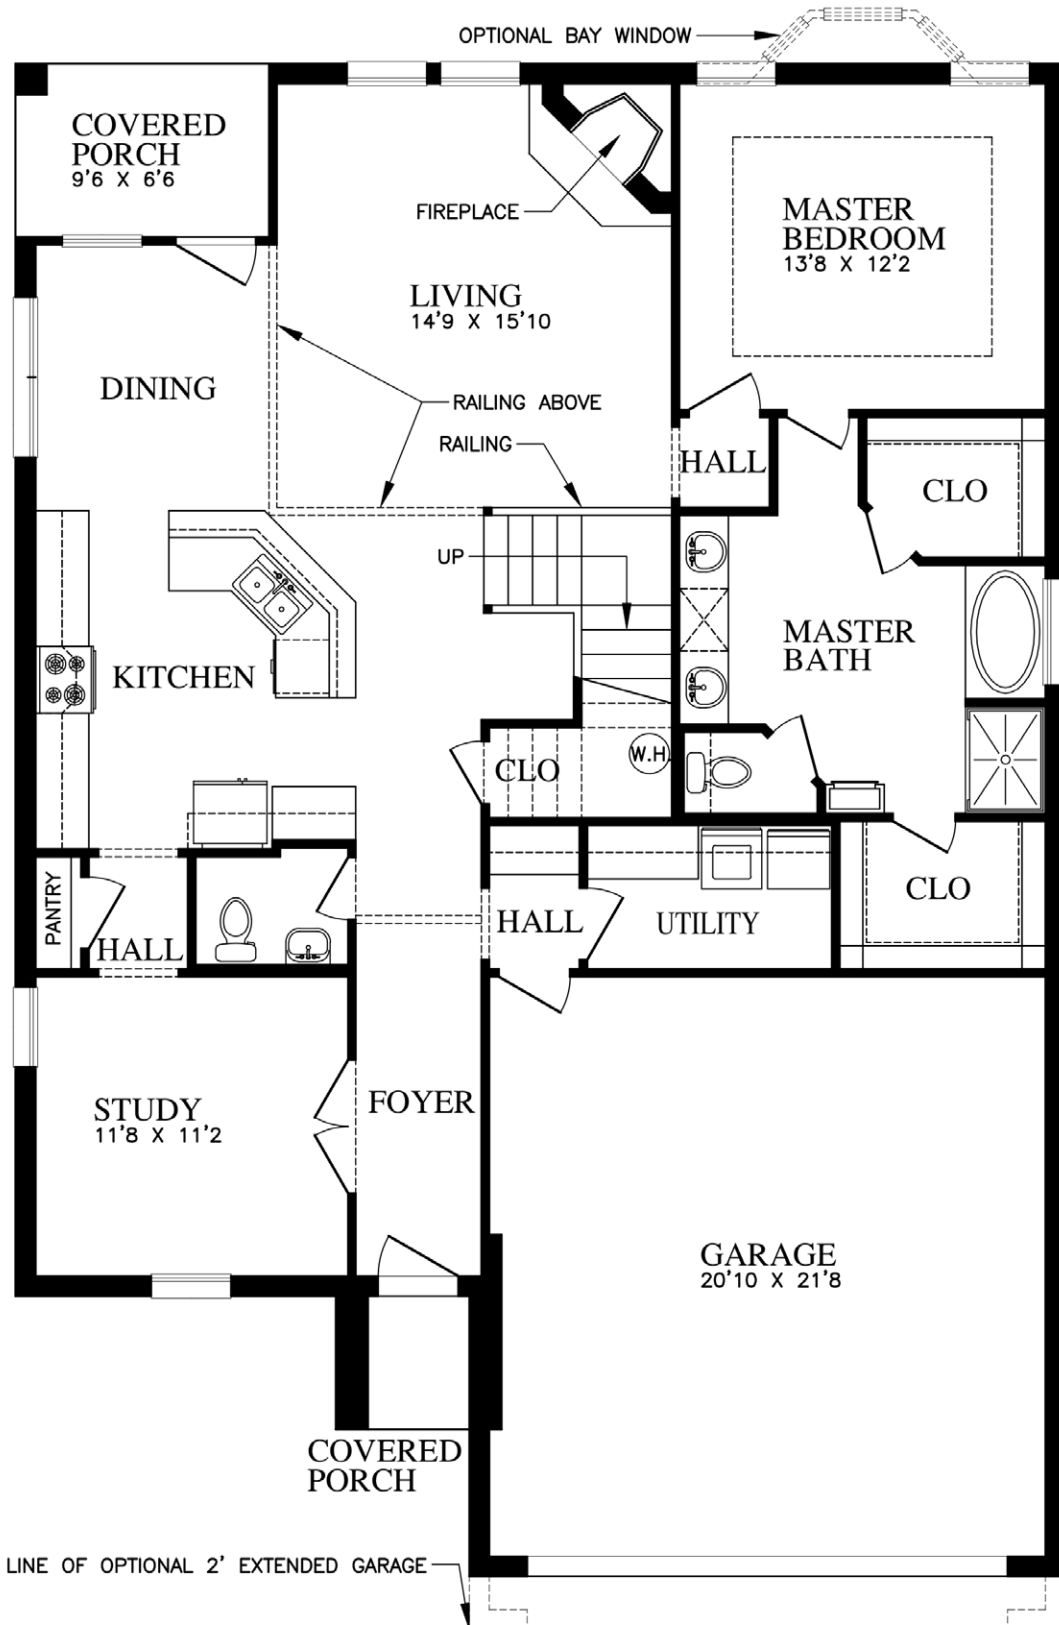 OPTIONAL BAY WINDOW
COVERED
PORCH
9'6 X 6'6
FIREPLACE
MASTER
BEDROOM
13'8 X 12'2
LIVING
14'9 X 15'10
DINING
RAILING ABOVE
RAILING
HALL
CLO
UP
MASTER
BATH
KITCHEN
W.H.
CLO
PANTRY
HALL
HALL
UTILITY
CLO
STUDY
11'8 X 11'2
FOYER
GARAGE
20'10 X 21'8
COVERED
PORCH
LINE OF OPTIONAL 2' EXTENDED GARAGE